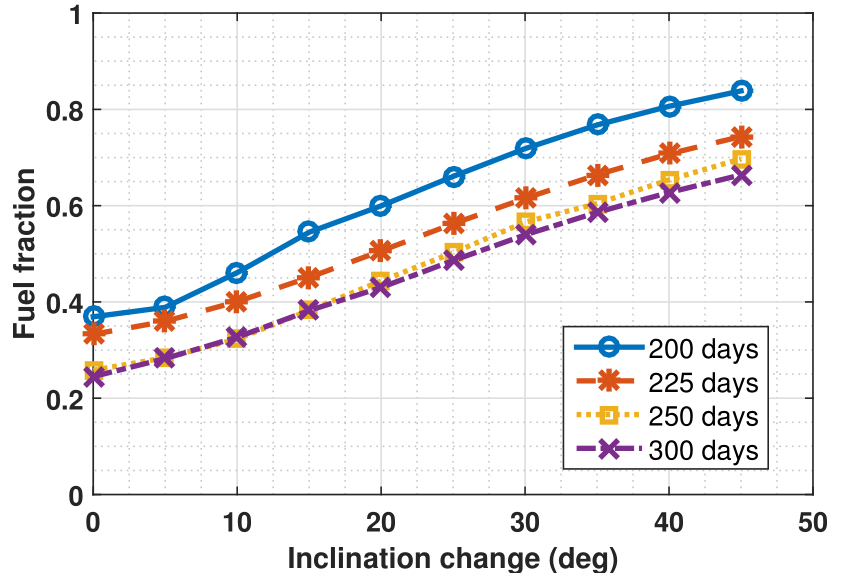 1
0.8
0.6
0.4
0.2
0
Fuel fraction
0 10 20 30 40 50
Inclination change (deg)
200 days
225 days
250 days
300 days